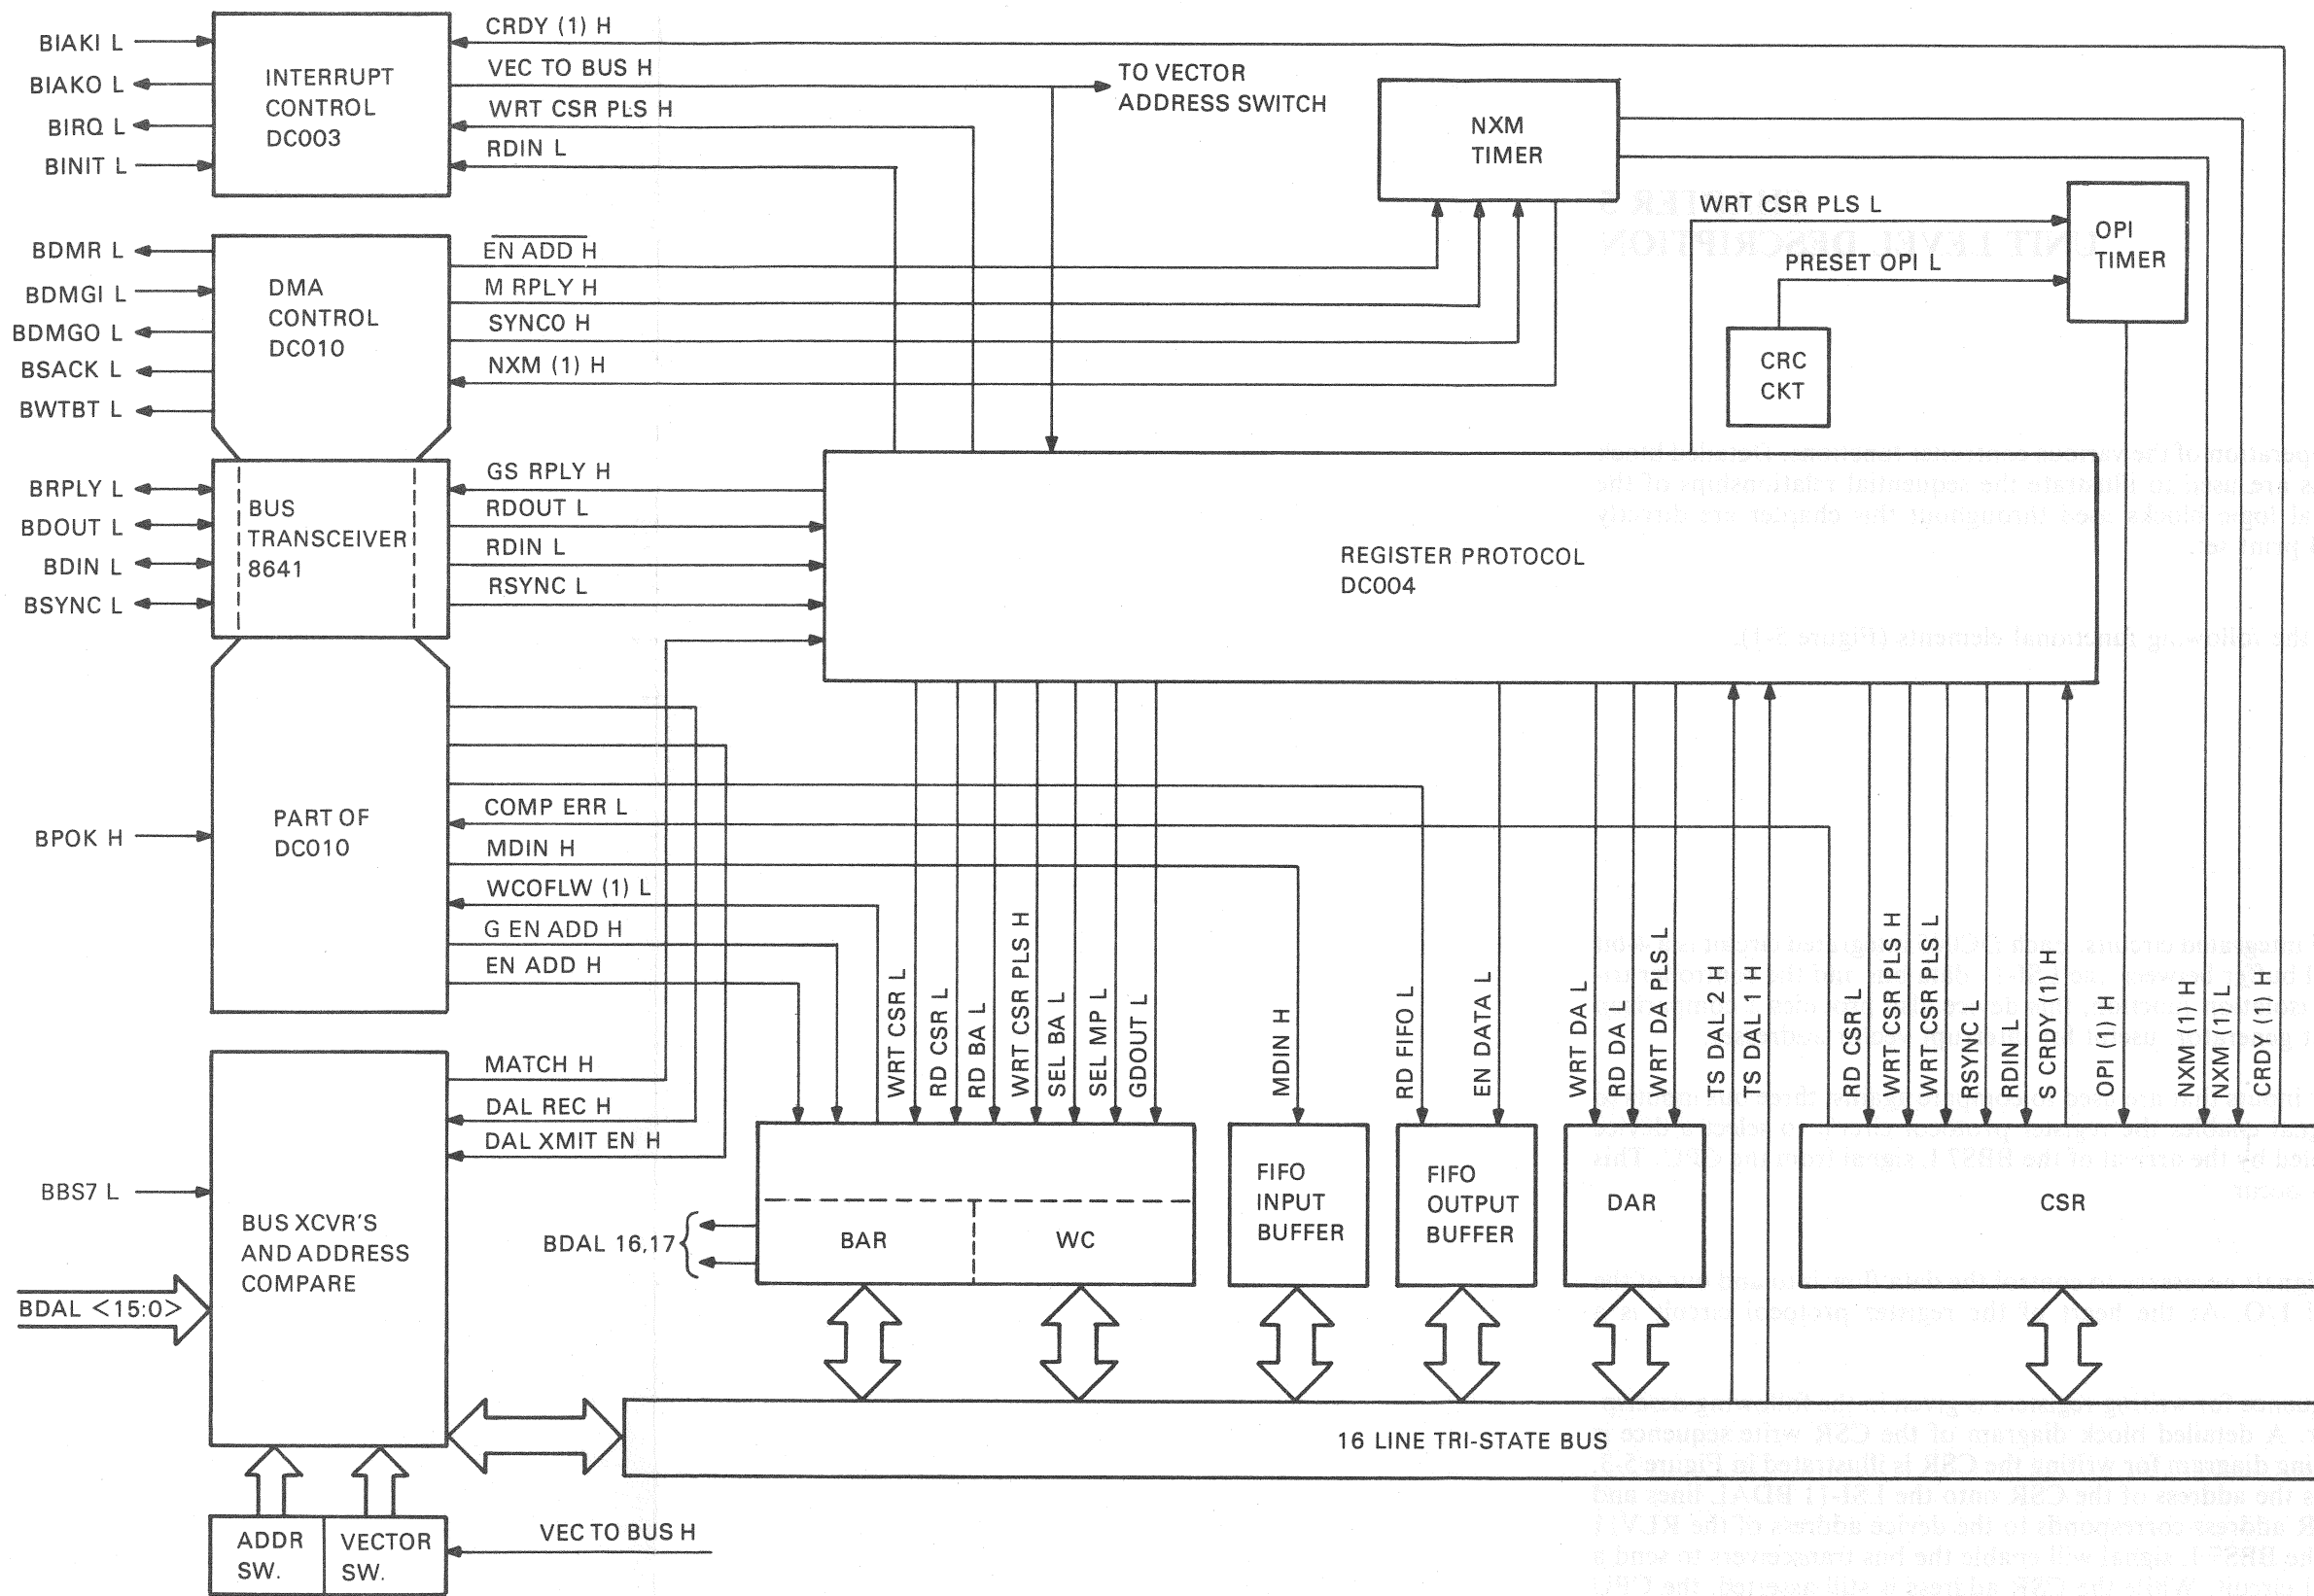 BIAKI L
BIAKO L
BIRQ L
BINIT L
INTERRUPT
CONTROL
DC003
CRDY (1) H
VEC TO BUS H
WRT CSR PLS H
RDIN L
TO VECTOR
ADDRESS SWITCH
NXM
TIMER
WRT CSR PLS L
PRESET OPI L
OPI
TIMER
CRC
CKT
BDMR L
BDMGI L
BDMGO L
BSACK L
BWTBT L
DMA
CONTROL
DC010
EN ADD H
M RPLY H
SYNCO H
NXM (1) H
BRPLY L
BDOUT L
BDIN L
BSYNC L
BUS
TRANSCEIVER
8641
GS RPLY H
RDOUT L
RDIN L
RSYNC L
REGISTER PROTOCOL
DC004
BPOK H
PART OF
DC010
COMP ERR L
MDIN H
WCOFLW (1) L
G EN ADD H
EN ADD H
WRT CSR L
RD CSR L
RD BA L
WRT CSR PLS H
SEL BA L
SEL MP L
GDOUT L
MDIN H
RD FIFO L
EN DATA L
WRT DA L
RD DA L
WRT DA PLS L
TS DAL 2 H
TS DAL 1 H
RD CSR L
WRT CSR PLS H
WRT CSR PLS L
RSYNC L
RDIN L
S CRDY (1) H
OPI (1) H
NXM (1) H
NXM (1) L
CRDY (1) H
MATCH H
DAL REC H
DAL XMIT EN H
BBS7 L
BDAL <15:0>
BUS XCVR'S
AND ADDRESS
COMPARE
BDAL 16,17
BAR
WC
FIFO
INPUT
BUFFER
FIFO
OUTPUT
BUFFER
DAR
CSR
16 LINE TRI-STATE BUS
ADDR
SW.
VECTOR
SW.
VEC TO BUS H